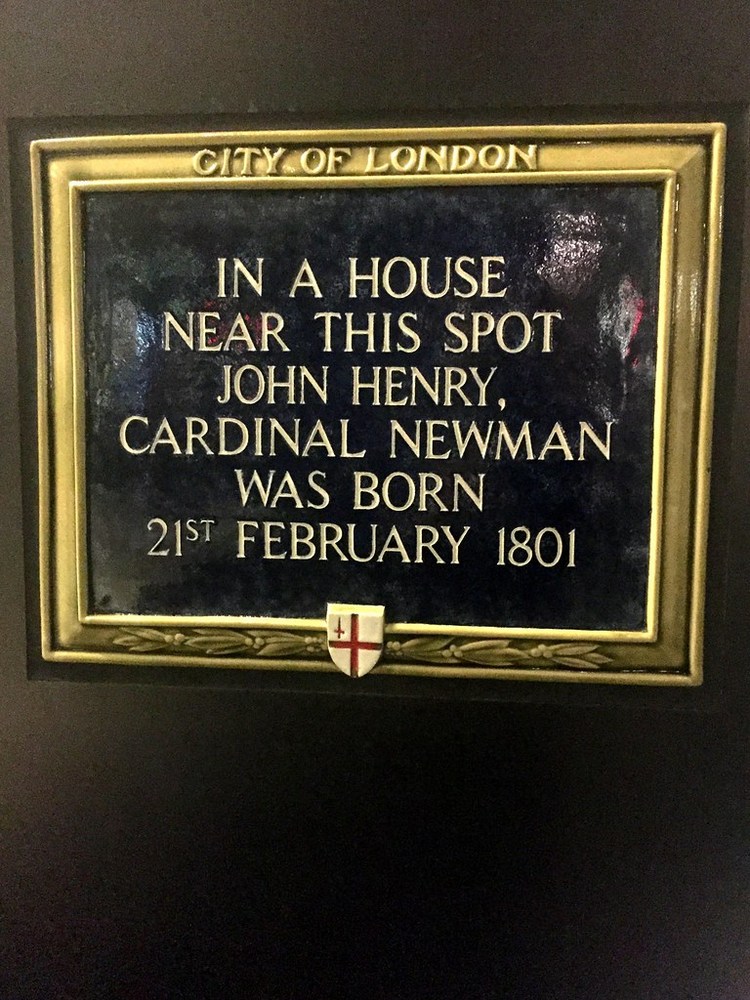 CITY OF LONDON
IN A HOUSE
NEAR THIS SPOT
JOHN HENRY,
CARDINAL NEWMAN
WAS BORN
21ST FEBRUARY 1801